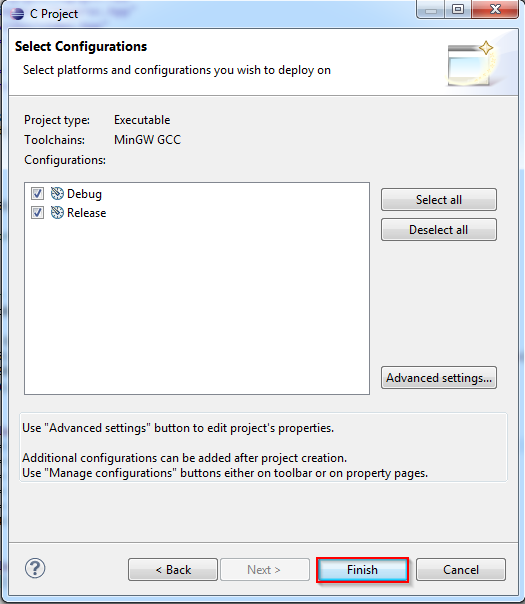 C Project
Select Configurations
Select platforms and configurations you wish to deploy on
Project type: Executable
Toolchains: MinGW GCC
Configurations:
Debug
Release
Select all
Deselect all
Advanced settings...
Use "Advanced settings" button to edit project's properties.
Additional configurations can be added after project creation.
Use "Manage configurations" buttons either on toolbar or on property pages.
?
< Back
Next >
Finish
Cancel